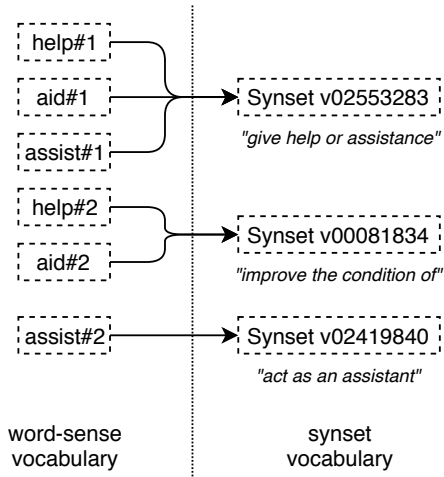 help#1
aid#1
assist#1
Synset v02553283
"give help or assistance"
help#2
aid#2
Synset v00081834
"improve the condition of"
assist#2
Synset v02419840
"act as an assistant"
word-sense
vocabulary
synset
vocabulary